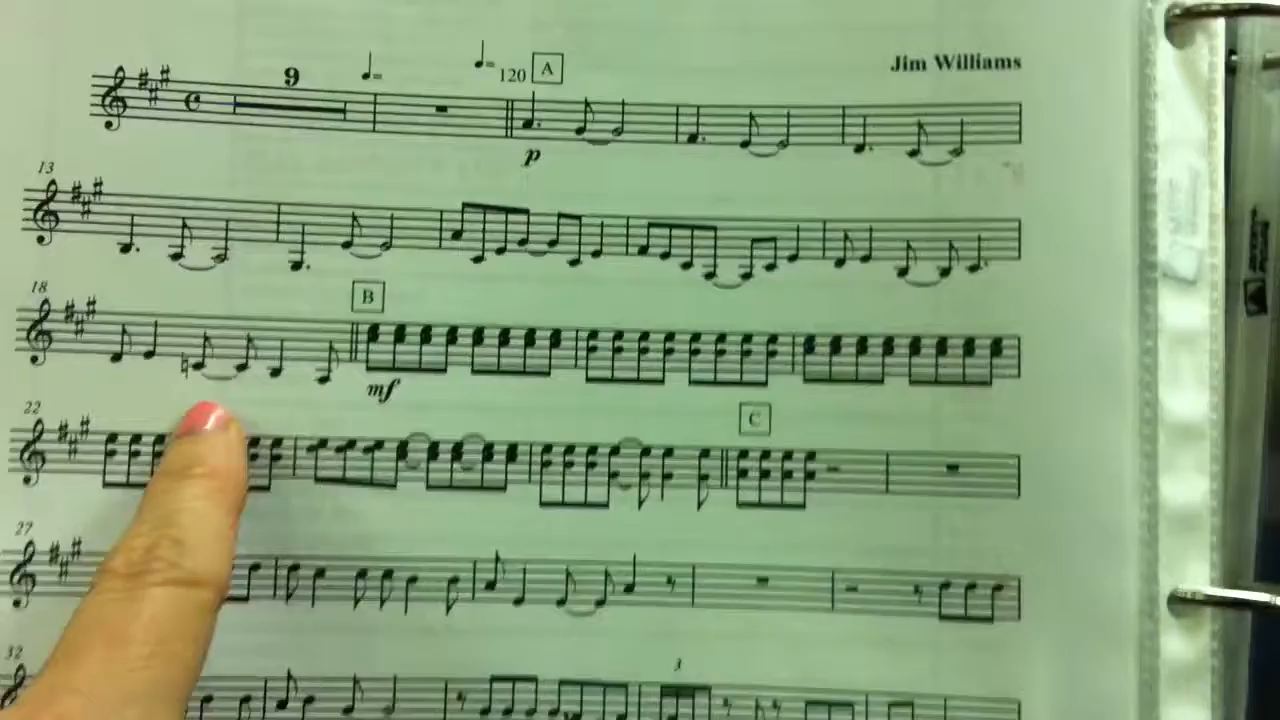 Jim Williams
9 = = 120 A
p
13
18 B
mf
22 C
27
32 3